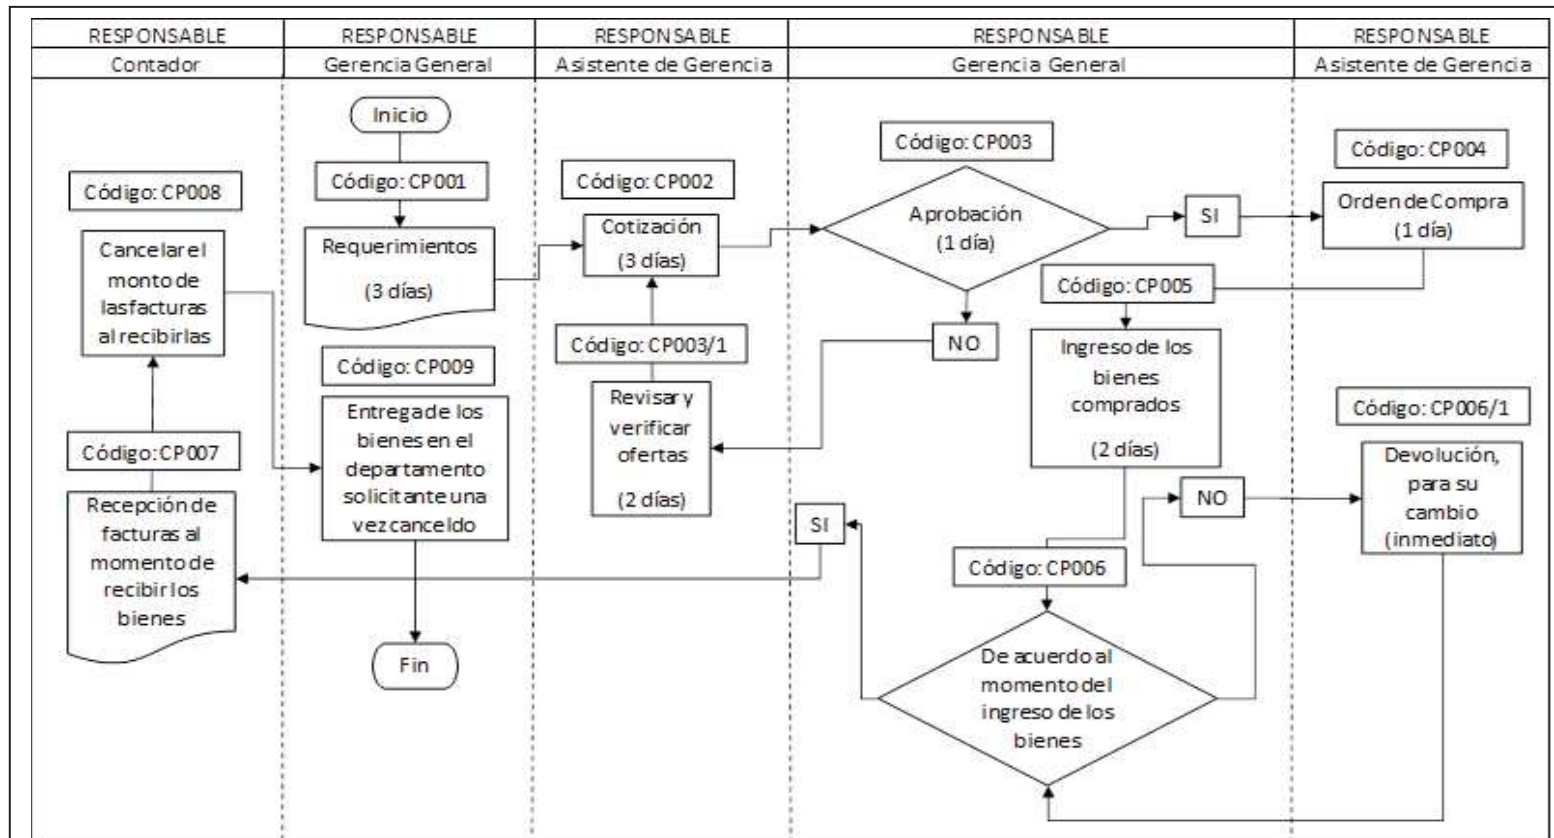 RESPONSABLE
Contador
RESPONSABLE
Gerencia General
RESPONSABLE
Asistente de Gerencia
RESPONSABLE
Gerencia General
RESPONSABLE
Asistente de Gerencia
Inicio
Código: CP001
Requerimientos
(3 días)
Código: CP002
Cotización
(3 días)
Código: CP003
Aprobación
(1 día)
SI
NO
Código: CP004
Orden de Compra
(1 día)
Código: CP003/1
Revisar y
verificar
ofertas
(2 días)
Código: CP005
Ingreso de los
bienes
comprados
(2 días)
Código: CP006
De acuerdo al
momento del
ingreso de los
bienes
SI
NO
Código: CP006/1
Devolución,
para su
cambio
(inmediato)
Código: CP007
Recepción de
facturas al
momento de
recibir los
bienes
Código: CP008
Cancelar el
monto de
las facturas
al recibirlas
Código: CP009
Entrega de los
bienes en el
departamento
solicitante una
vez canceldo
Fin